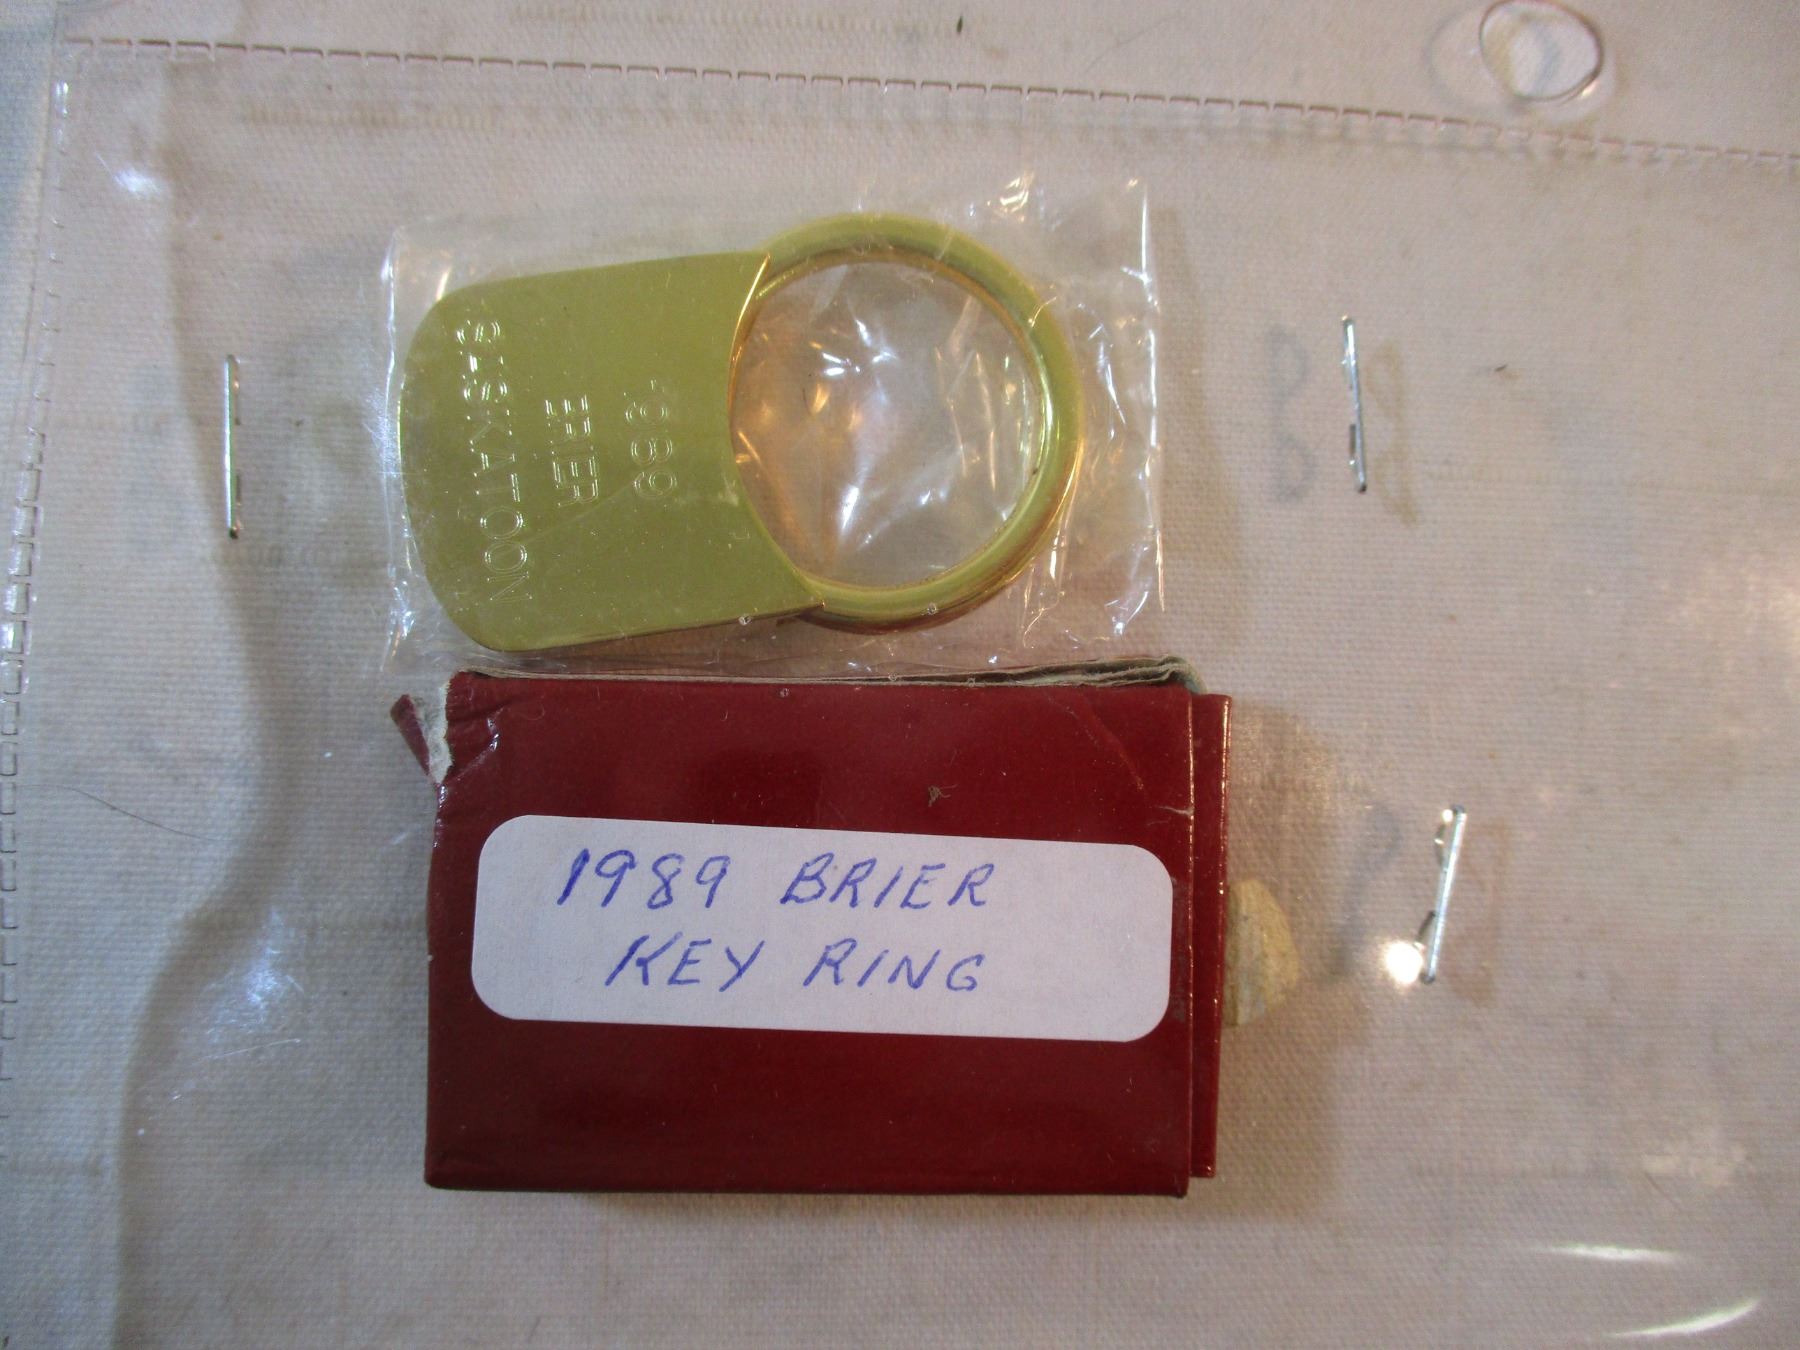 1989
BRIER
SASKATOON
1989 BRIER
KEY RING